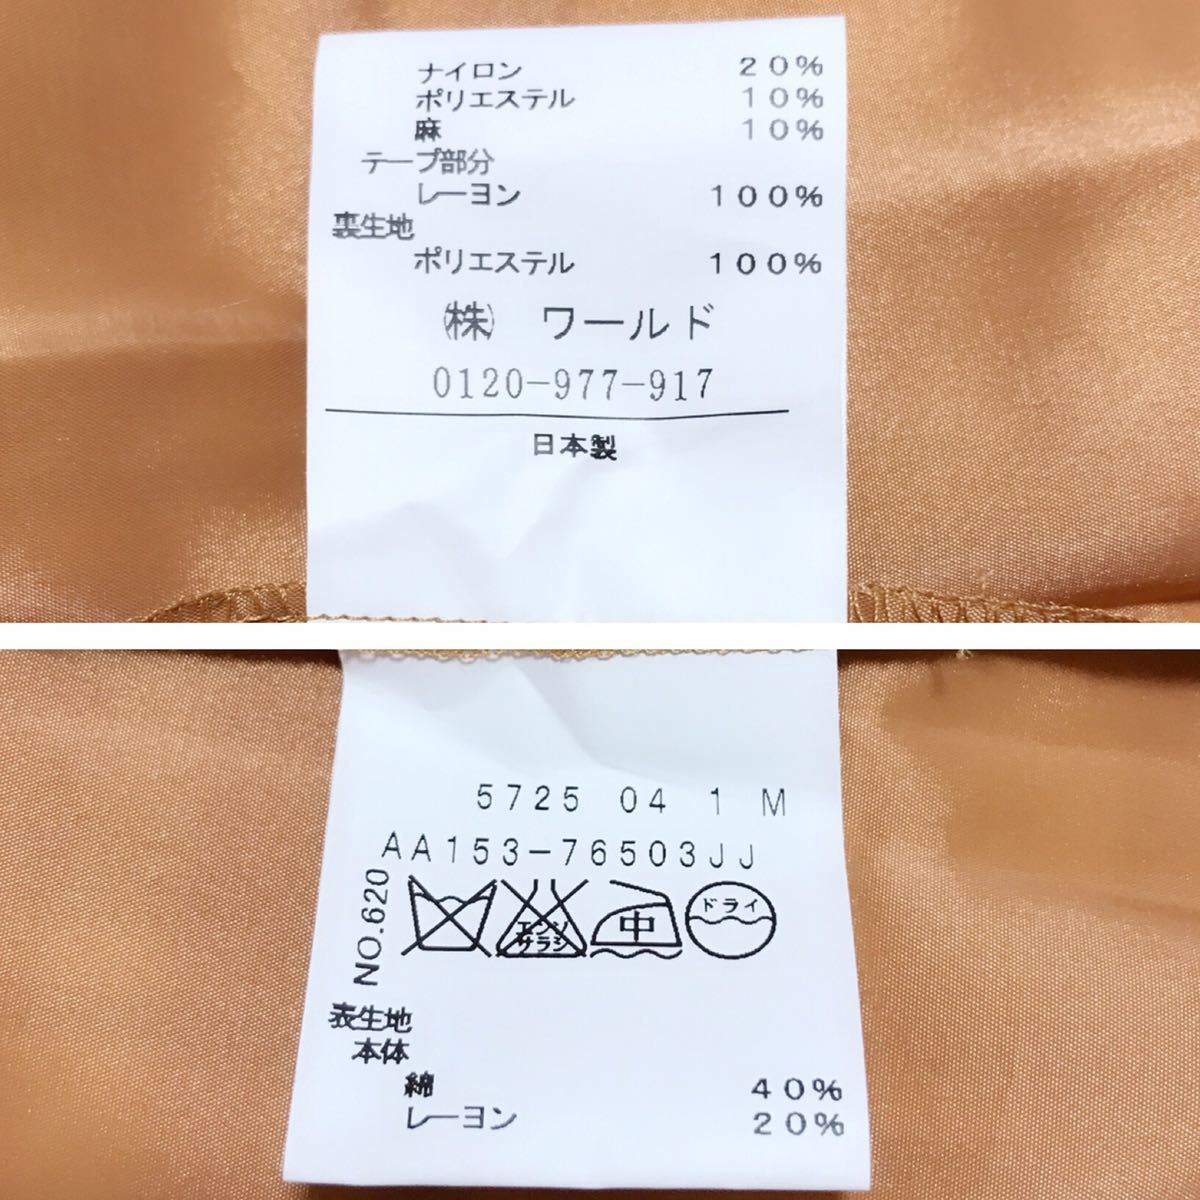 ナイロン 20%
ポリエステル 10%
麻 10%
テープ部分
レーヨン 100%
裏生地
ポリエステル 100%
㈱ ワールド
0120-977-917
日本製
5725 04 1 M
AA153-76503JJ
NO.620
エンソ サラシ
中
ドライ
表生地
本体
綿 40%
レーヨン 20%